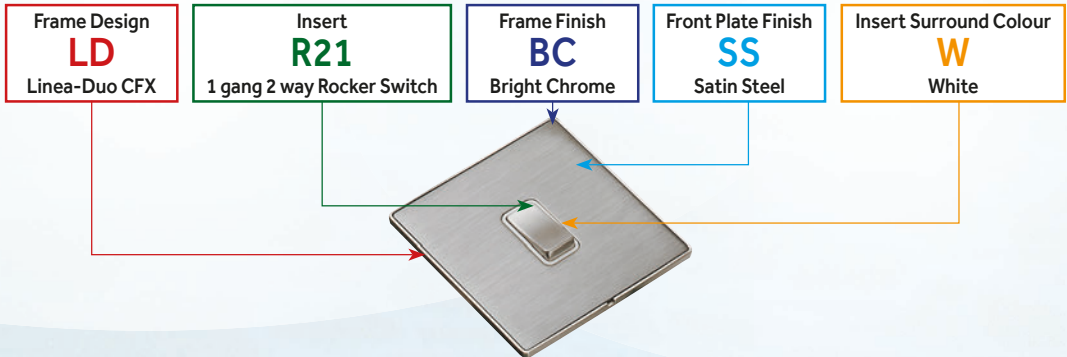 Frame Design
LD
Linea-Duo CFX
Insert
R21
1 gang 2 way Rocker Switch
Frame Finish
BC
Bright Chrome
Front Plate Finish
SS
Satin Steel
Insert Surround Colour
W
White